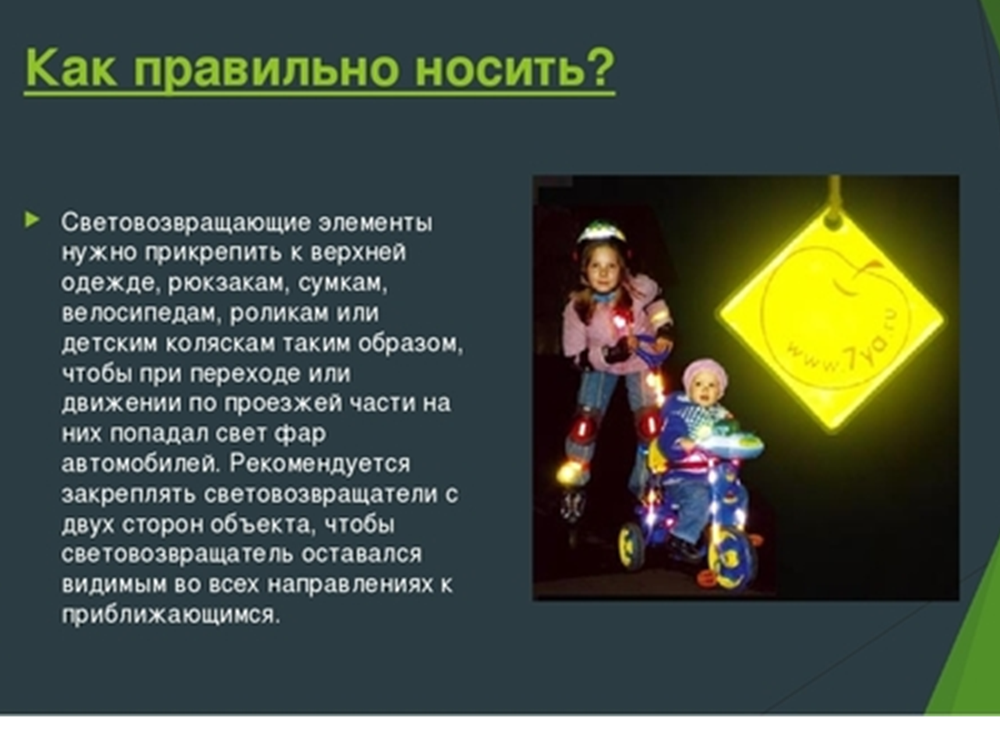 Как правильно носить?
Световозвращающие элементы
нужно прикрепить к верхней
одежде, рюкзакам, сумкам,
велосипедам, роликам или
детским коляскам таким образом,
чтобы при переходе или
движении по проезжей части на
них попадал свет фар
автомобилей. Рекомендуется
закреплять световозвращатели с
двух сторон объекта, чтобы
световозвращатель оставался
видимым во всех направлениях к
приближающимся.
www.7ya.ru